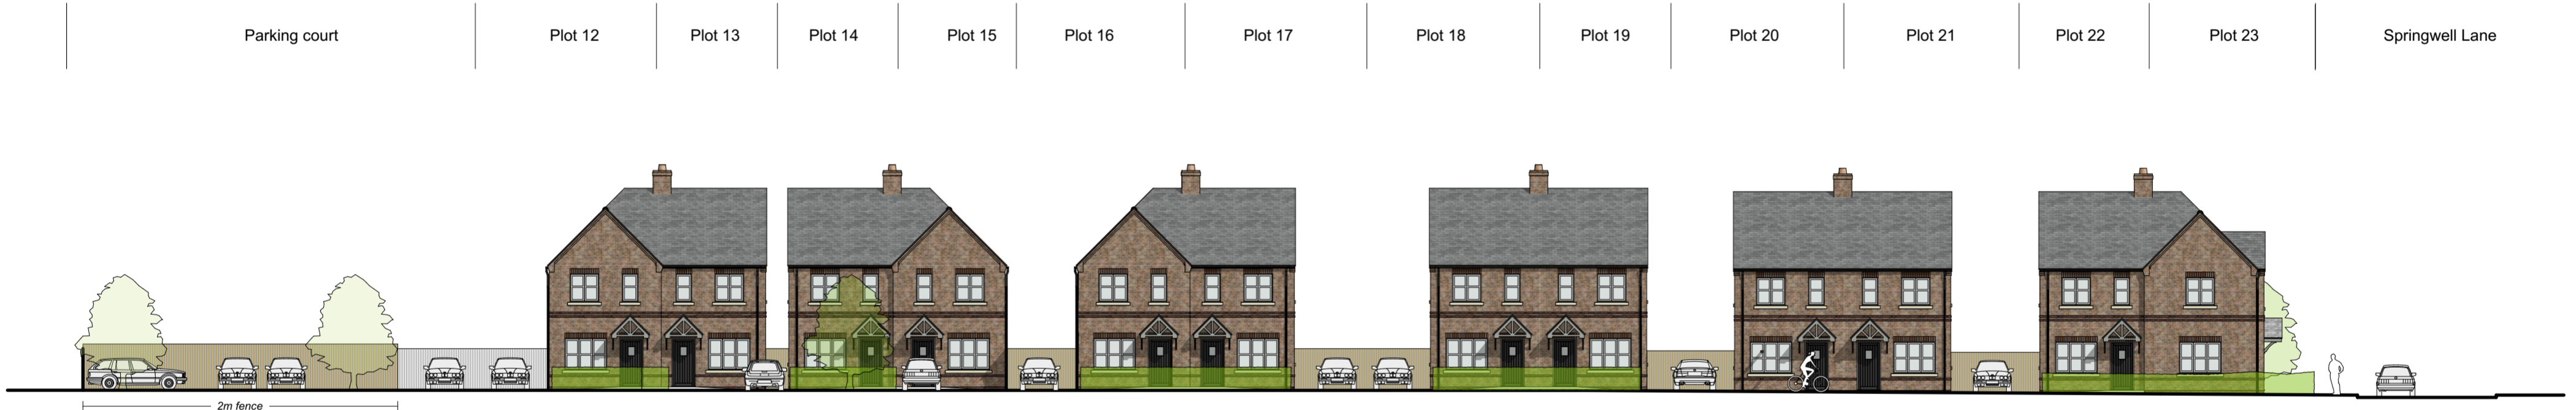 Parking court
Plot 12
Plot 13
Plot 14
Plot 15
Plot 16
Plot 17
Plot 18
Plot 19
Plot 20
Plot 21
Plot 22
Plot 23
Springwell Lane
2m fence